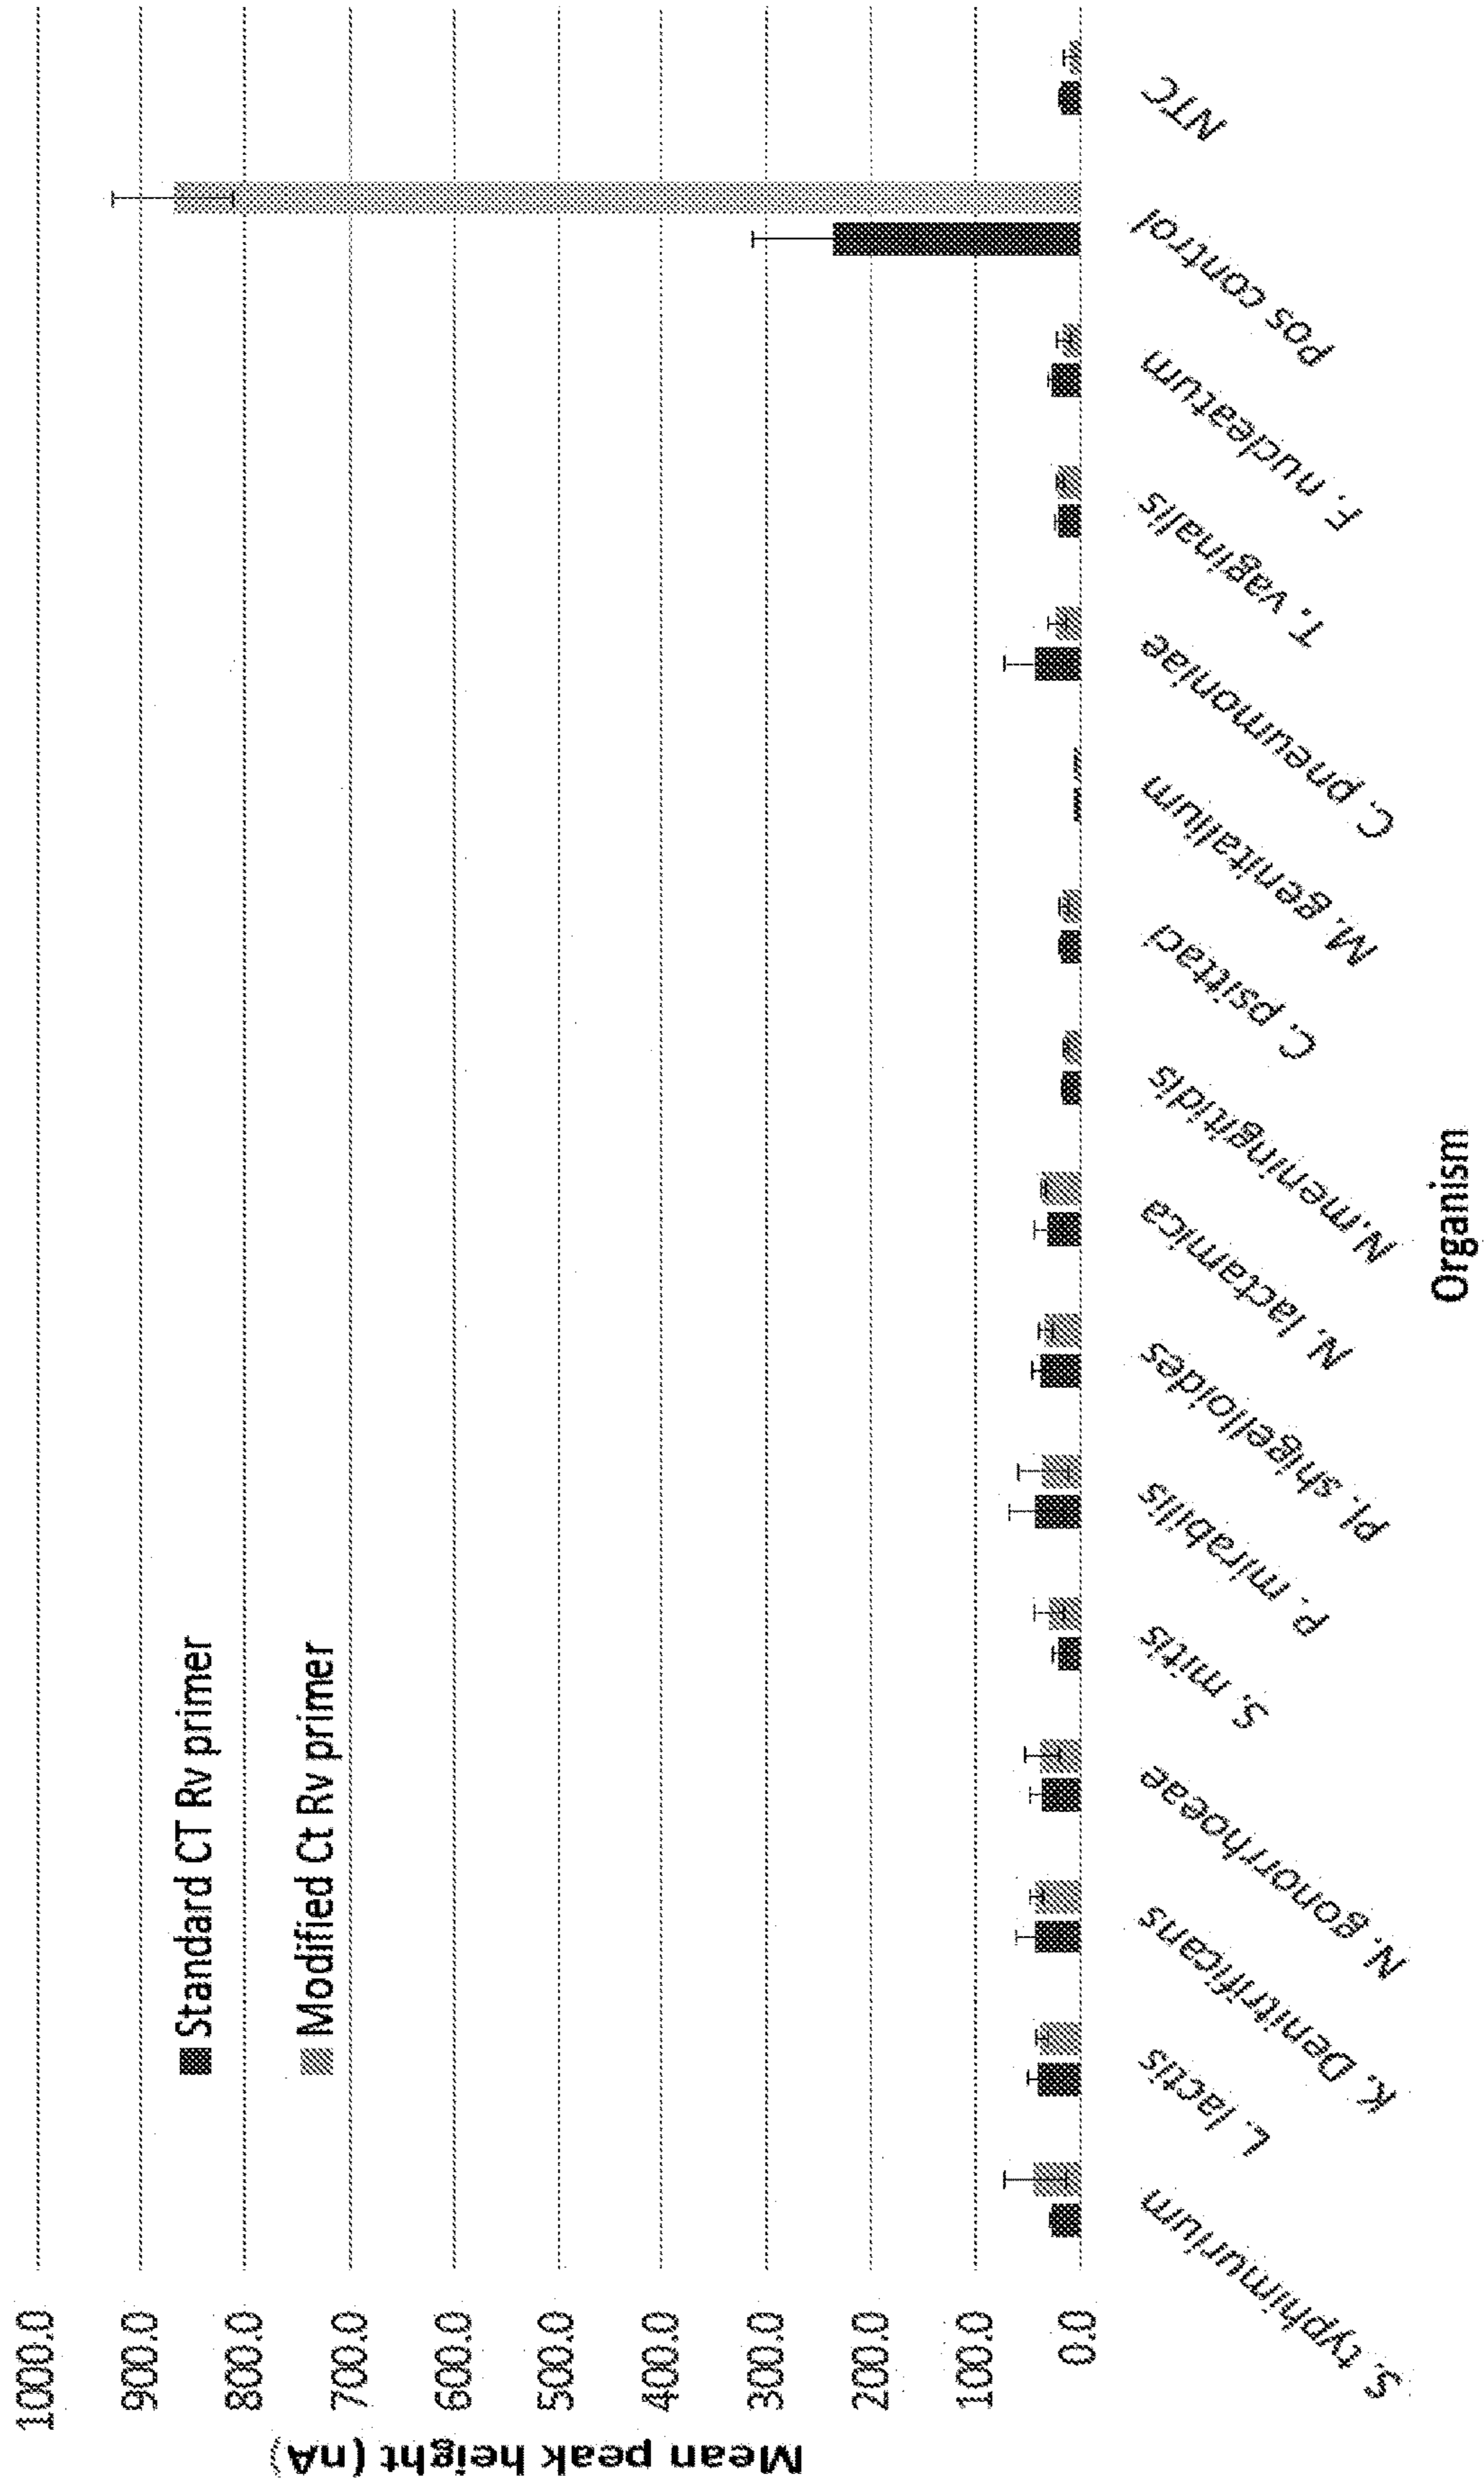 Mean peak height (nA)
1000.0
900.0
800.0
700.0
600.0
500.0
400.0
300.0
200.0
100.0
0.0
Standard CT Rv primer
Modified Ct Rv primer
S. typhimurium
L. lactis
K. Denitrificans
N. gonorrhoeae
S. mitis
P. mirabilis
Pl. shigelloides
N. lactamica
N.meningitidis
C. psittaci
M. genitalium
C. pneumoniae
T. vaginalis
F. nucleatum
Pos control
NTC
Organism